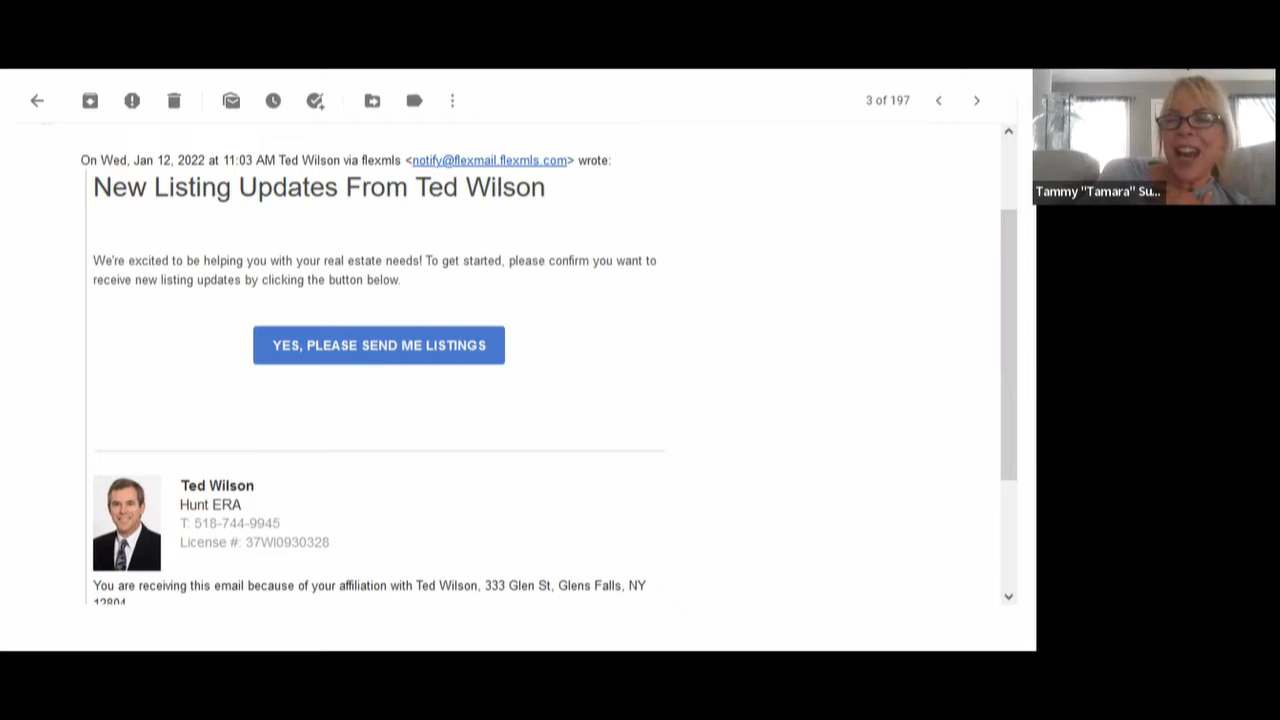 3 of 197
Tammy "Tamara" Su...
On Wed, Jan 12, 2022 at 11:03 AM Ted Wilson via flexmls <notify@flexmail.flexmls.com> wrote:
New Listing Updates From Ted Wilson
We're excited to be helping you with your real estate needs! To get started, please confirm you want to
receive new listing updates by clicking the button below.
YES, PLEASE SEND ME LISTINGS
Ted Wilson
Hunt ERA
T: 518-744-9945
License #: 37WI0930328
You are receiving this email because of your affiliation with Ted Wilson, 333 Glen St, Glens Falls, NY
12804